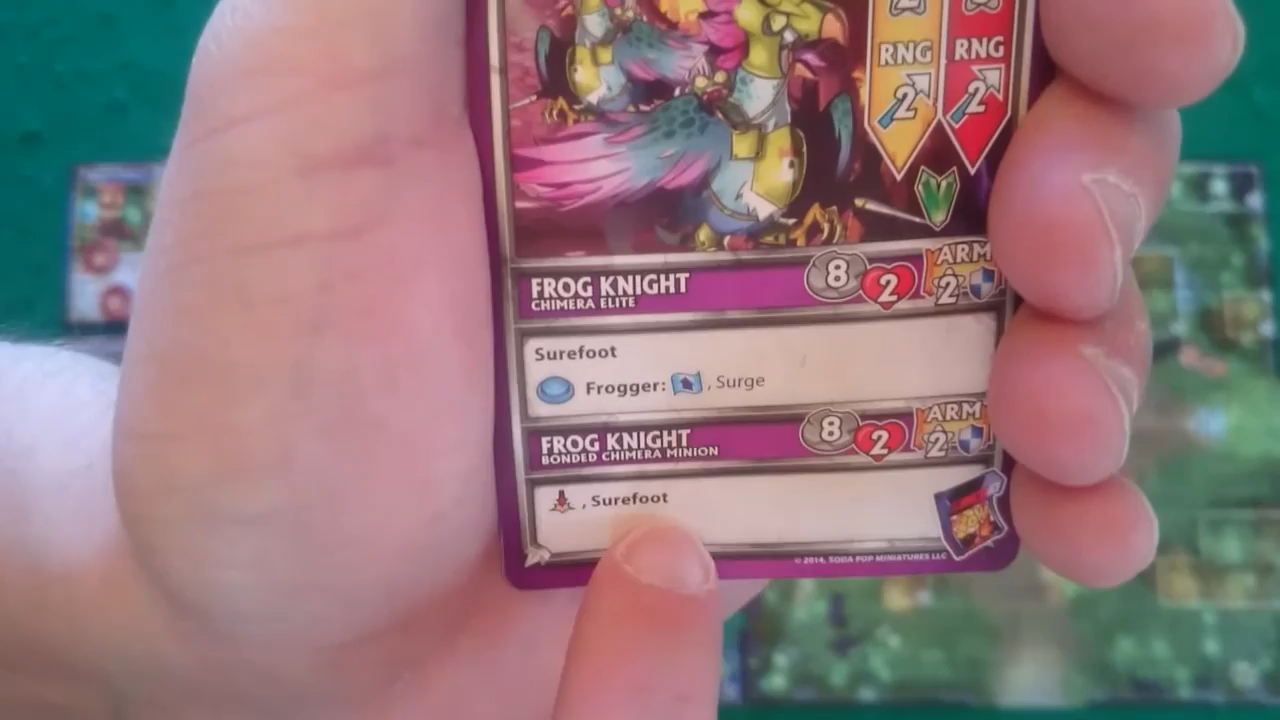 RNG RNG
2 2
FROG KNIGHT 8 2 ARM
CHIMERA ELITE 2
Surefoot
Frogger: , Surge
FROG KNIGHT 8 2 ARM
BONDED CHIMERA MINION 2
, Surefoot
© 2014, SODA POP MINIATURES LLC